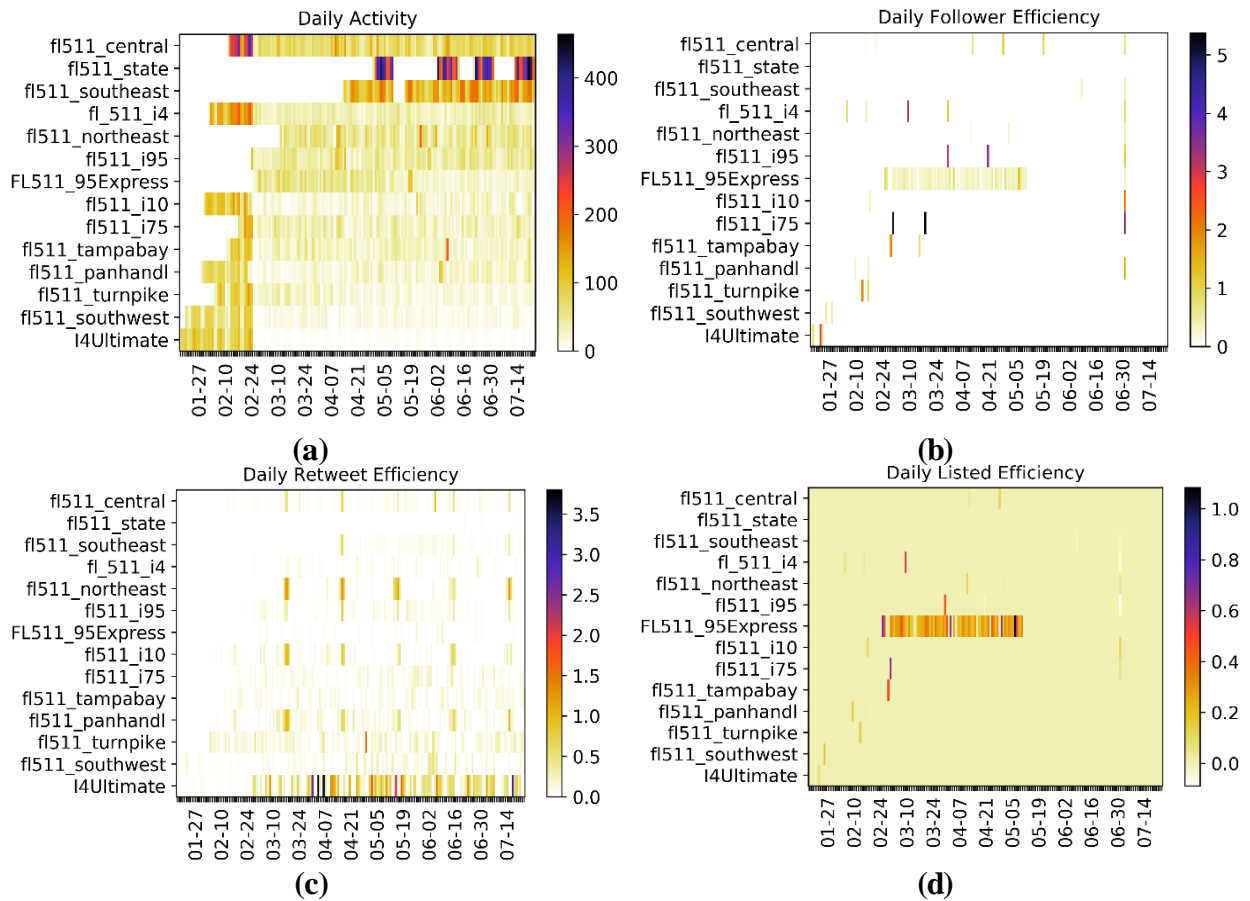 Daily Activity
fl511_central
fl511_state
fl511_southeast
fl_511_i4
fl511_northeast
fl511_i95
FL511_95Express
fl511_i10
fl511_i75
fl511_tampabay
fl511_panhandl
fl511_turnpike
fl511_southwest
I4Ultimate
400
300
200
100
0
01-27
02-10
02-24
03-10
03-24
04-07
04-21
05-05
05-19
06-02
06-16
06-30
07-14
(a)
Daily Follower Efficiency
fl511_central
fl511_state
fl511_southeast
fl_511_i4
fl511_northeast
fl511_i95
FL511_95Express
fl511_i10
fl511_i75
fl511_tampabay
fl511_panhandl
fl511_turnpike
fl511_southwest
I4Ultimate
5
4
3
2
1
0
01-27
02-10
02-24
03-10
03-24
04-07
04-21
05-05
05-19
06-02
06-16
06-30
07-14
(b)
Daily Retweet Efficiency
fl511_central
fl511_state
fl511_southeast
fl_511_i4
fl511_northeast
fl511_i95
FL511_95Express
fl511_i10
fl511_i75
fl511_tampabay
fl511_panhandl
fl511_turnpike
fl511_southwest
I4Ultimate
3.5
3.0
2.5
2.0
1.5
1.0
0.5
0.0
01-27
02-10
02-24
03-10
03-24
04-07
04-21
05-05
05-19
06-02
06-16
06-30
07-14
(c)
Daily Listed Efficiency
fl511_central
fl511_state
fl511_southeast
fl_511_i4
fl511_northeast
fl511_i95
FL511_95Express
fl511_i10
fl511_i75
fl511_tampabay
fl511_panhandl
fl511_turnpike
fl511_southwest
I4Ultimate
1.0
0.8
0.6
0.4
0.2
0.0
01-27
02-10
02-24
03-10
03-24
04-07
04-21
05-05
05-19
06-02
06-16
06-30
07-14
(d)